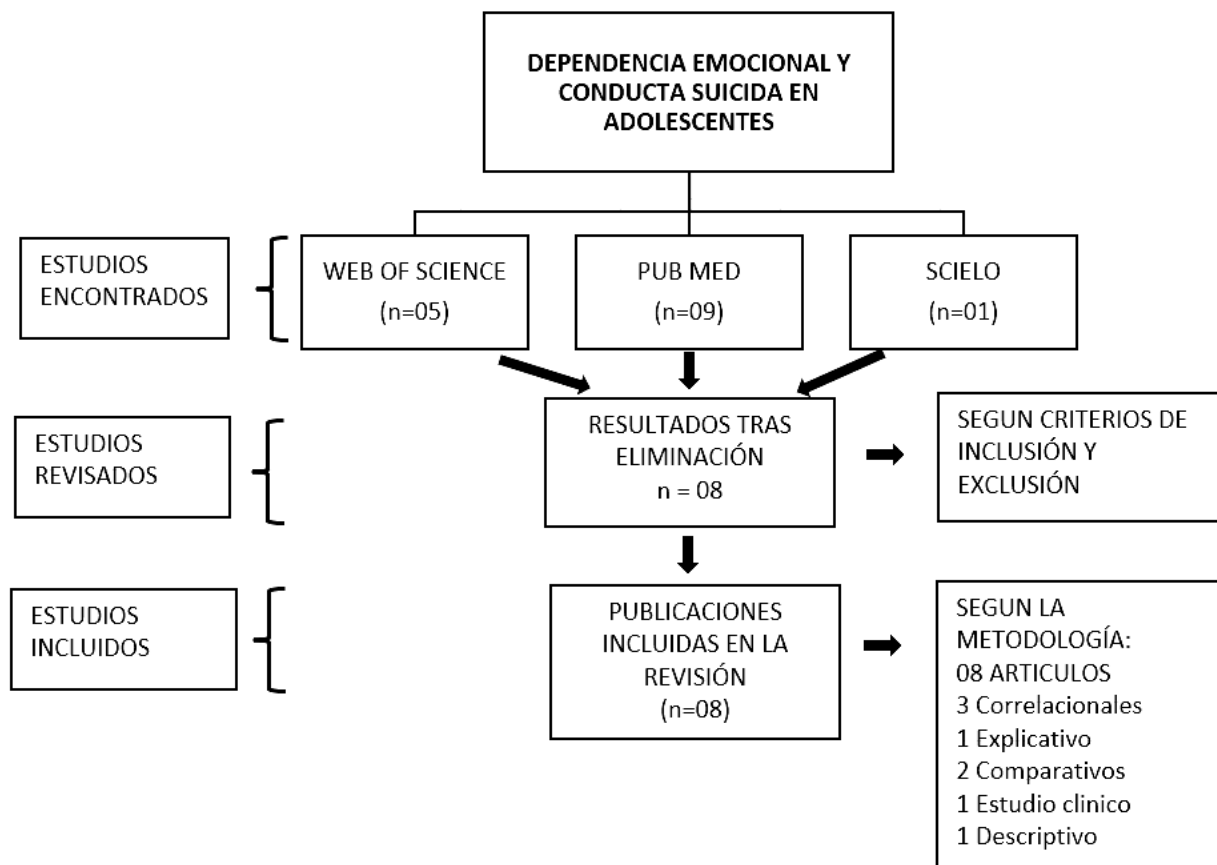 DEPENDENCIA EMOCIONAL Y
CONDUCTA SUICIDA EN
ADOLESCENTES
ESTUDIOS
ENCONTRADOS
WEB OF SCIENCE
(n=05)
PUB MED
(n=09)
SCIELO
(n=01)
ESTUDIOS
REVISADOS
RESULTADOS TRAS
ELIMINACIÓN
n = 08
SEGUN CRITERIOS DE
INCLUSIÓN Y
EXCLUSIÓN
ESTUDIOS
INCLUIDOS
PUBLICACIONES
INCLUIDAS EN LA
REVISIÓN
(n=08)
SEGUN LA
METODOLOGÍA:
08 ARTICULOS
3 Correlacionales
1 Explicativo
2 Comparativos
1 Estudio clinico
1 Descriptivo